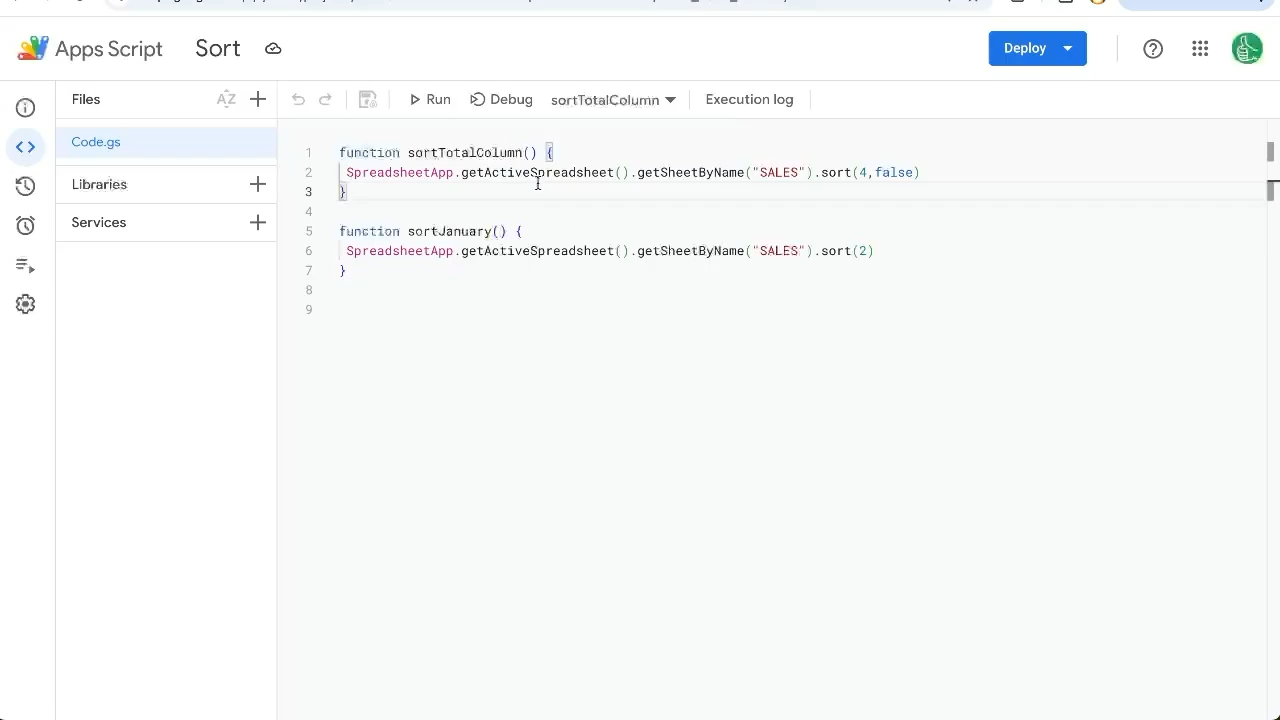 Apps Script
Sort
Deploy
Files
AZ
Run
Debug
sortTotalColumn
Execution log
Code.gs
Libraries
Services
1 function sortTotalColumn() {
2 SpreadsheetApp.getActiveSpreadsheet().getSheetByName("SALES").sort(4,false)
3 }
4
5 function sortJanuary() {
6 SpreadsheetApp.getActiveSpreadsheet().getSheetByName("SALES").sort(2)
7 }
8
9